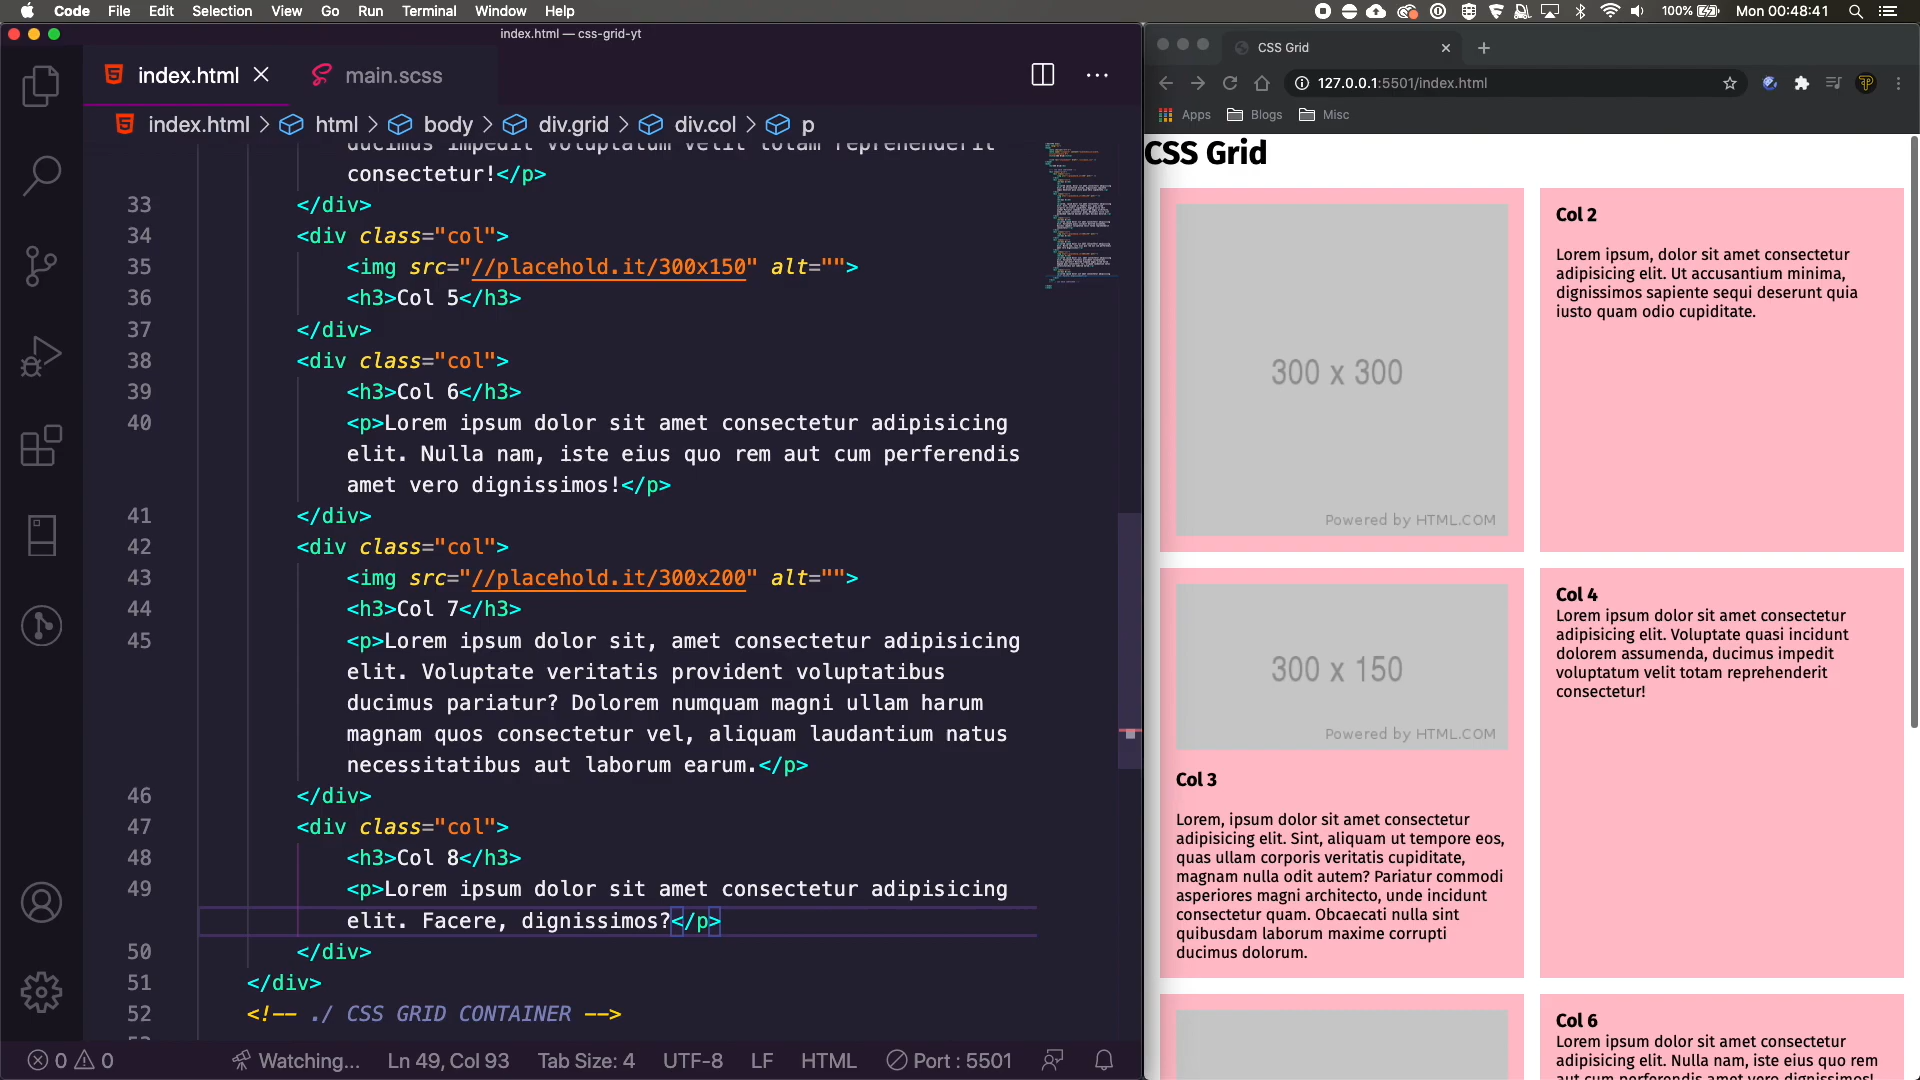 Code File Edit Selection View Go Run Terminal Window Help
100% Mon 00:48:41
index.html — css-grid-yt
index.html
main.scss
index.html > html > body > div.grid > div.col > p
ducimus impedit voluptatum velit totam reprehenderit
consectetur!</p>
33 </div>
34 <div class="col">
35 <img src="//placehold.it/300x150" alt="">
36 <h3>Col 5</h3>
37 </div>
38 <div class="col">
39 <h3>Col 6</h3>
40 <p>Lorem ipsum dolor sit amet consectetur adipisicing
elit. Nulla nam, iste eius quo rem aut cum perferendis
amet vero dignissimos!</p>
41 </div>
42 <div class="col">
43 <img src="//placehold.it/300x200" alt="">
44 <h3>Col 7</h3>
45 <p>Lorem ipsum dolor sit, amet consectetur adipisicing
elit. Voluptate veritatis provident voluptatibus
ducimus pariatur? Dolorem numquam magni ullam harum
magnam quos consectetur vel, aliquam laudantium natus
necessitatibus aut laborum earum.</p>
46 </div>
47 <div class="col">
48 <h3>Col 8</h3>
49 <p>Lorem ipsum dolor sit amet consectetur adipisicing
elit. Facere, dignissimos?</p>
50 </div>
51 </div>
52 <!-- ./ CSS GRID CONTAINER -->
0 0 Watching... Ln 49, Col 93 Tab Size: 4 UTF-8 LF HTML Port : 5501
CSS Grid
127.0.0.1:5501/index.html
Apps Blogs Misc
CSS Grid
300 x 300
Powered by HTML.COM
Col 2
Lorem ipsum, dolor sit amet consectetur
adipisicing elit. Ut accusantium minima,
dignissimos sapiente sequi deserunt quia
iusto quam odio cupiditate.
300 x 150
Powered by HTML.COM
Col 3
Lorem, ipsum dolor sit amet consectetur
adipisicing elit. Sint, aliquam ut tempore eos,
quas ullam corporis veritatis cupiditate,
magnam nulla odit autem? Pariatur commodi
asperiores magni architecto, unde incidunt
consectetur quam. Obcaecati nulla sint
quibusdam laborum maxime corrupti
ducimus dolorum.
Col 4
Lorem ipsum dolor sit amet consectetur
adipisicing elit. Voluptate quasi incidunt
dolorem assumenda, ducimus impedit
voluptatum velit totam reprehenderit
consectetur!
Col 6
Lorem ipsum dolor sit amet consectetur
adipisicing elit. Nulla nam, iste eius quo rem
aut cum perferendis amet vero dignissimos!